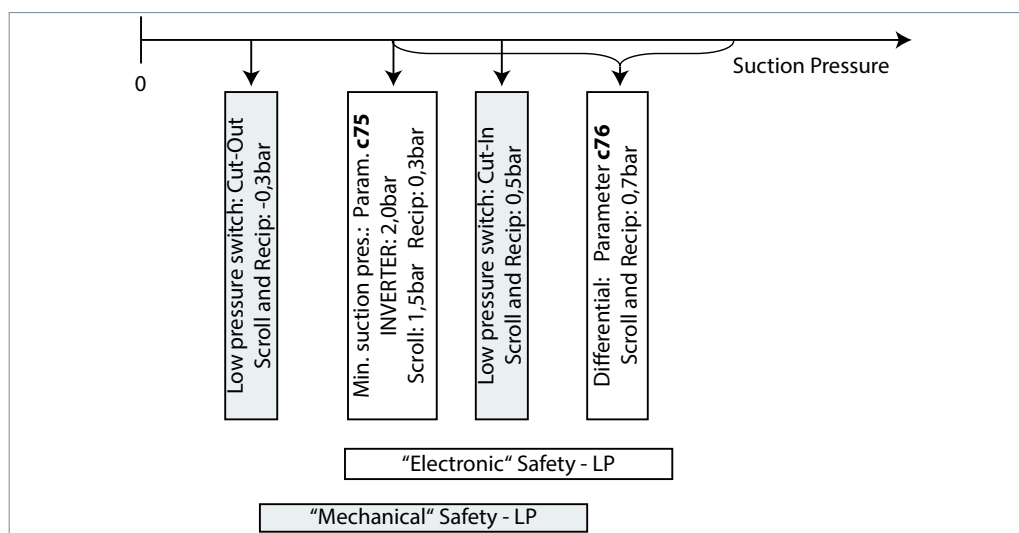 0
Suction Pressure
Low pressure switch: Cut-Out
Scroll and Recip: -0,3bar
Min. suction pres.: Param. c75
INVERTER: 2,0bar
Scroll: 1,5bar Recip: 0,3bar
Low pressure switch: Cut-In
Scroll and Recip: 0,5bar
Differential: Parameter c76
Scroll and Recip: 0,7bar
“Electronic“ Safety - LP
“Mechanical“ Safety - LP